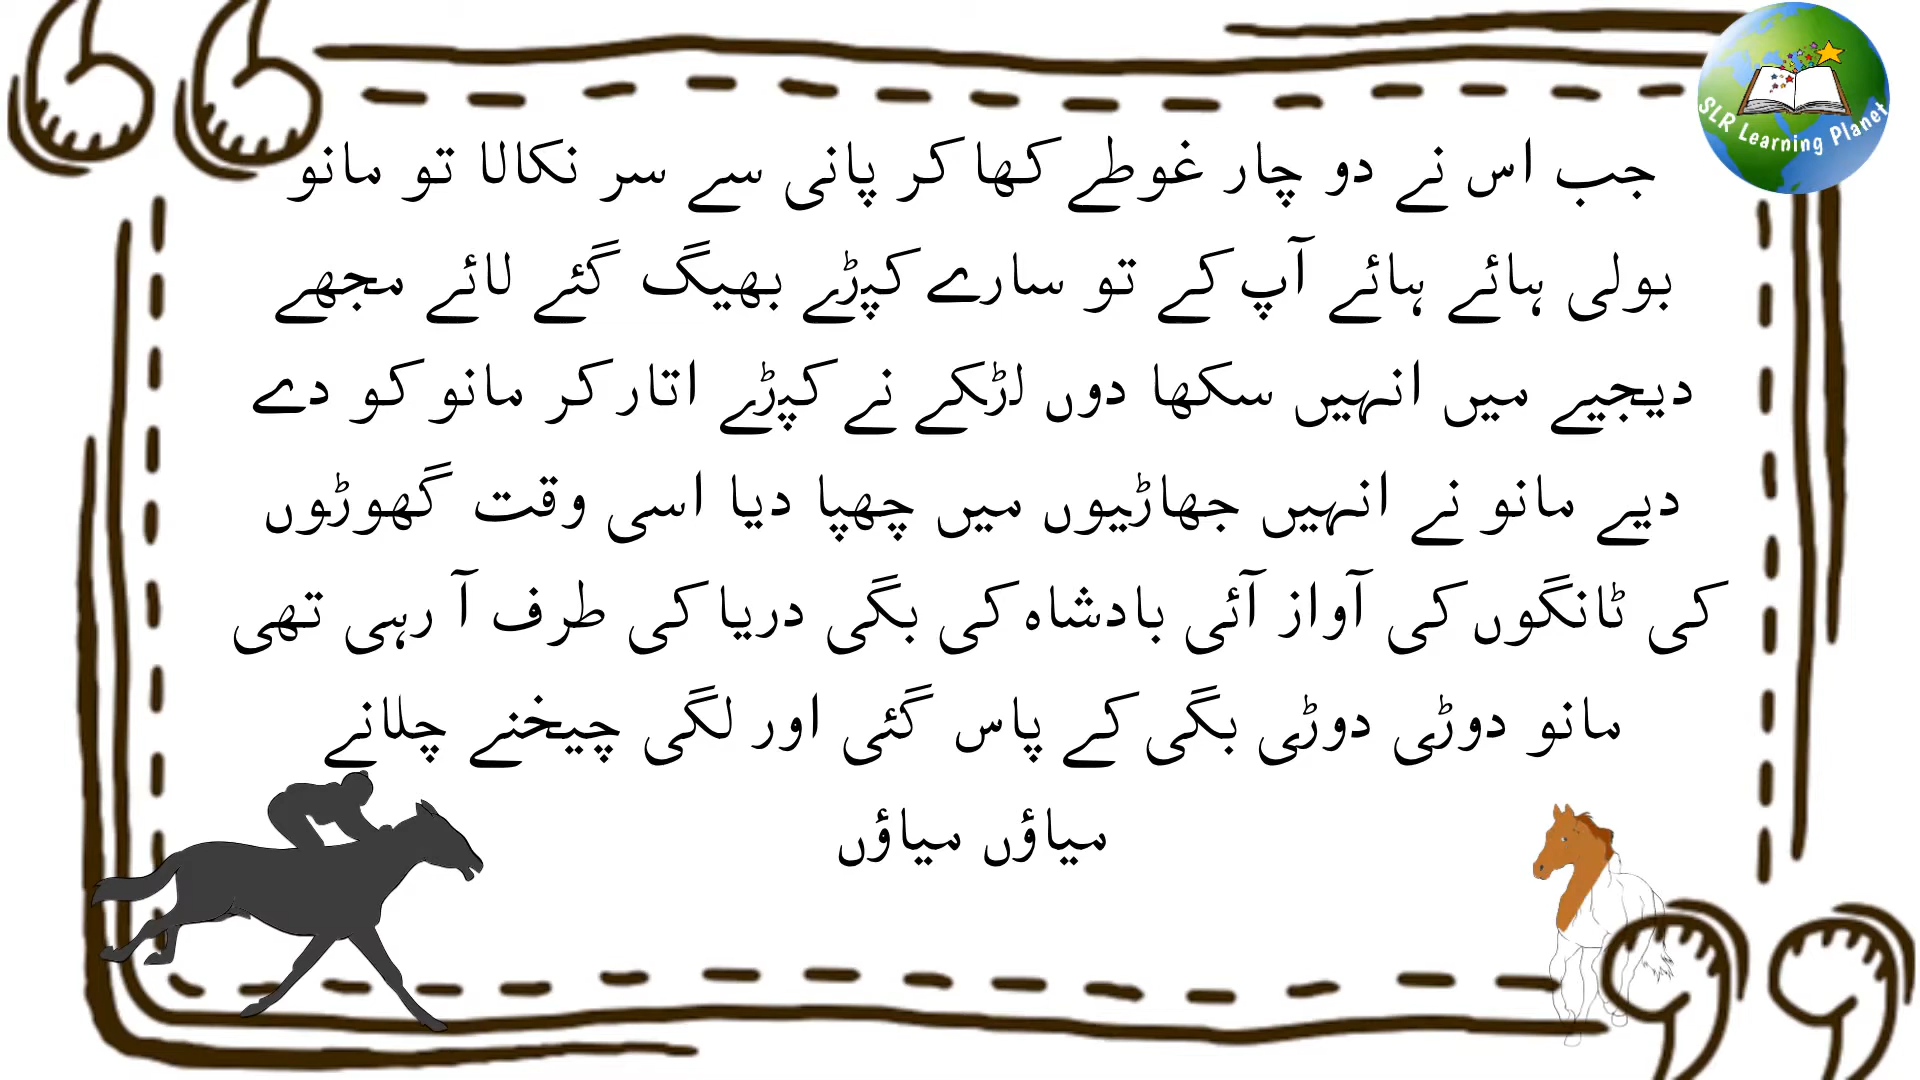 جب اس نے دو چار غوطے کھا کر پانی سے سر نکالا تو مانو
بولی ہائے ہائے آپ کے تو سارے کپڑے بھیگ گئے لائے مجھے
دیجیے میں انہیں سکھا دوں لڑکے نے کپڑے اتار کر مانو کو دے
دیے مانو نے انہیں جھاڑیوں میں چھپا دیا اسی وقت گھوڑوں
کی ٹانگوں کی آواز آئی بادشاہ کی بگی دریا کی طرف آ رہی تھی
مانو دوڑی دوڑی بگی کے پاس گئی اور لگی چیخنے چلانے
میاؤں میاؤں
SLR Learning Planet